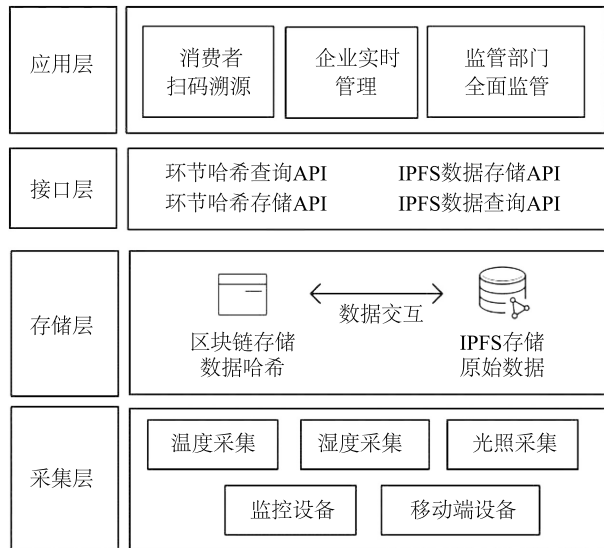 应用层
消费者
扫码溯源
企业实时
管理
监管部门
全面监管
接口层
环节哈希查询API
IPFS数据存储API
环节哈希存储API
IPFS数据查询API
存储层
数据交互
区块链存储
数据哈希
IPFS存储
原始数据
采集层
温度采集
湿度采集
光照采集
监控设备
移动端设备